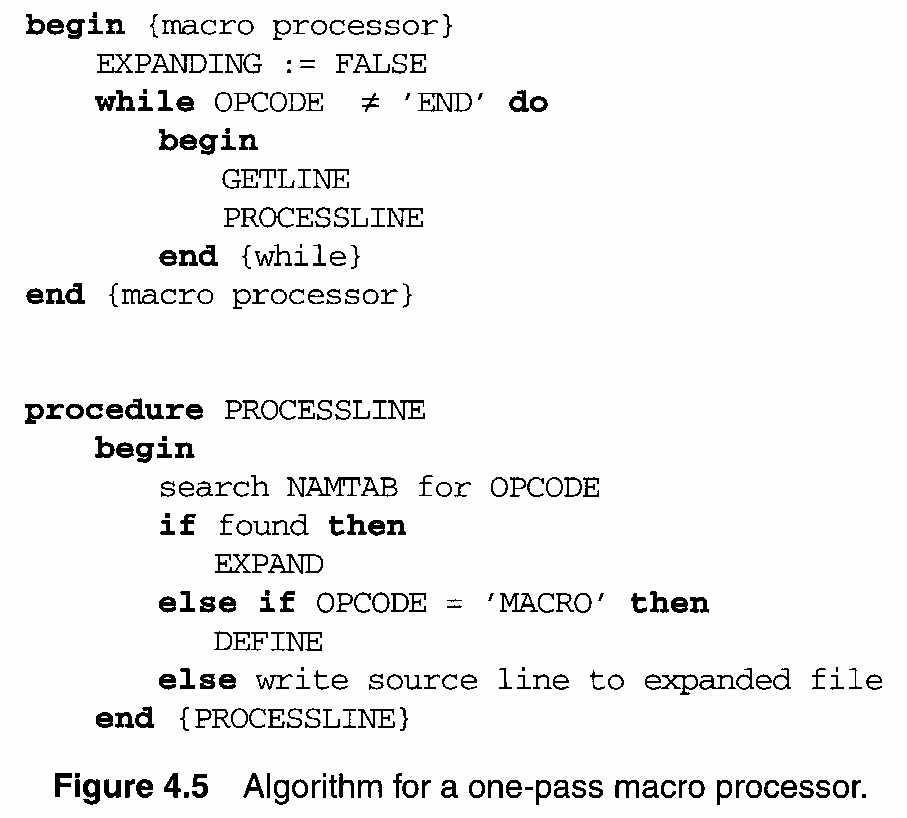 begin {macro processor}
EXPANDING := FALSE
while OPCODE ≠ 'END' do
begin
GETLINE
PROCESSLINE
end {while}
end {macro processor}
procedure PROCESSLINE
begin
search NAMTAB for OPCODE
if found then
EXPAND
else if OPCODE = 'MACRO' then
DEFINE
else write source line to expanded file
end {PROCESSLINE}
Figure 4.5 Algorithm for a one-pass macro processor.